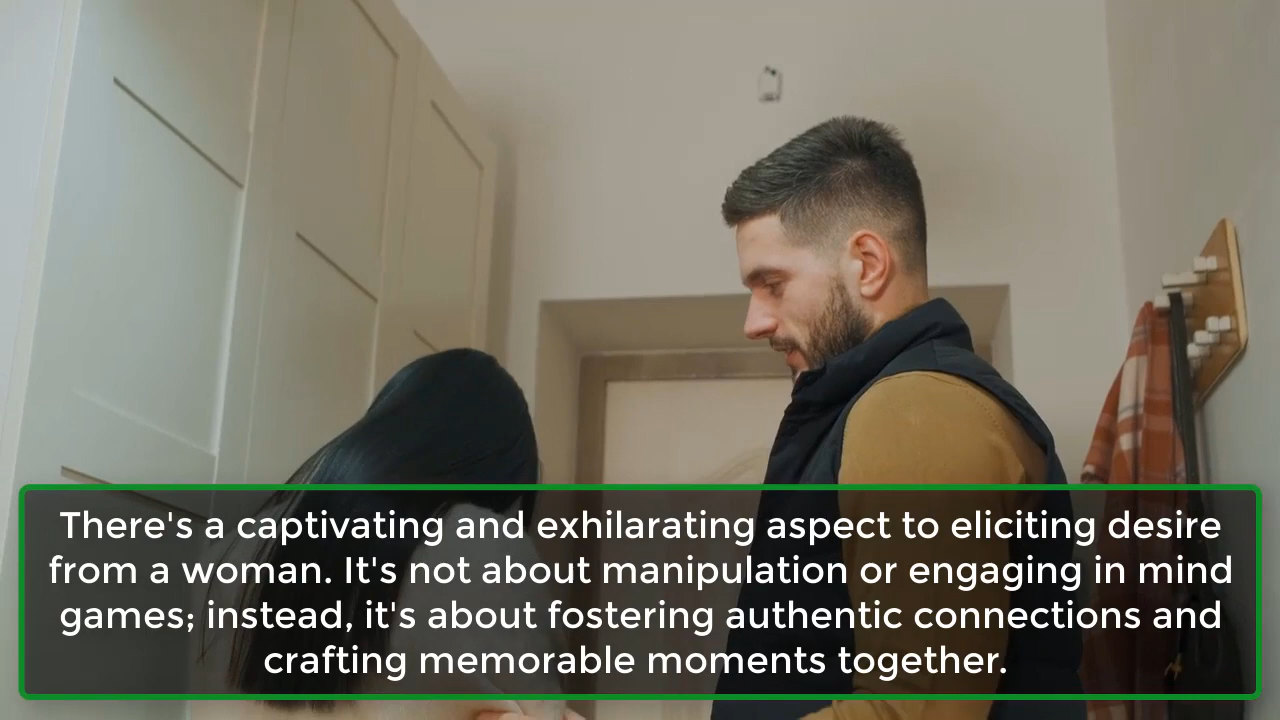 There's a captivating and exhilarating aspect to eliciting desire
from a woman. It's not about manipulation or engaging in mind
games; instead, it's about fostering authentic connections and
crafting memorable moments together.